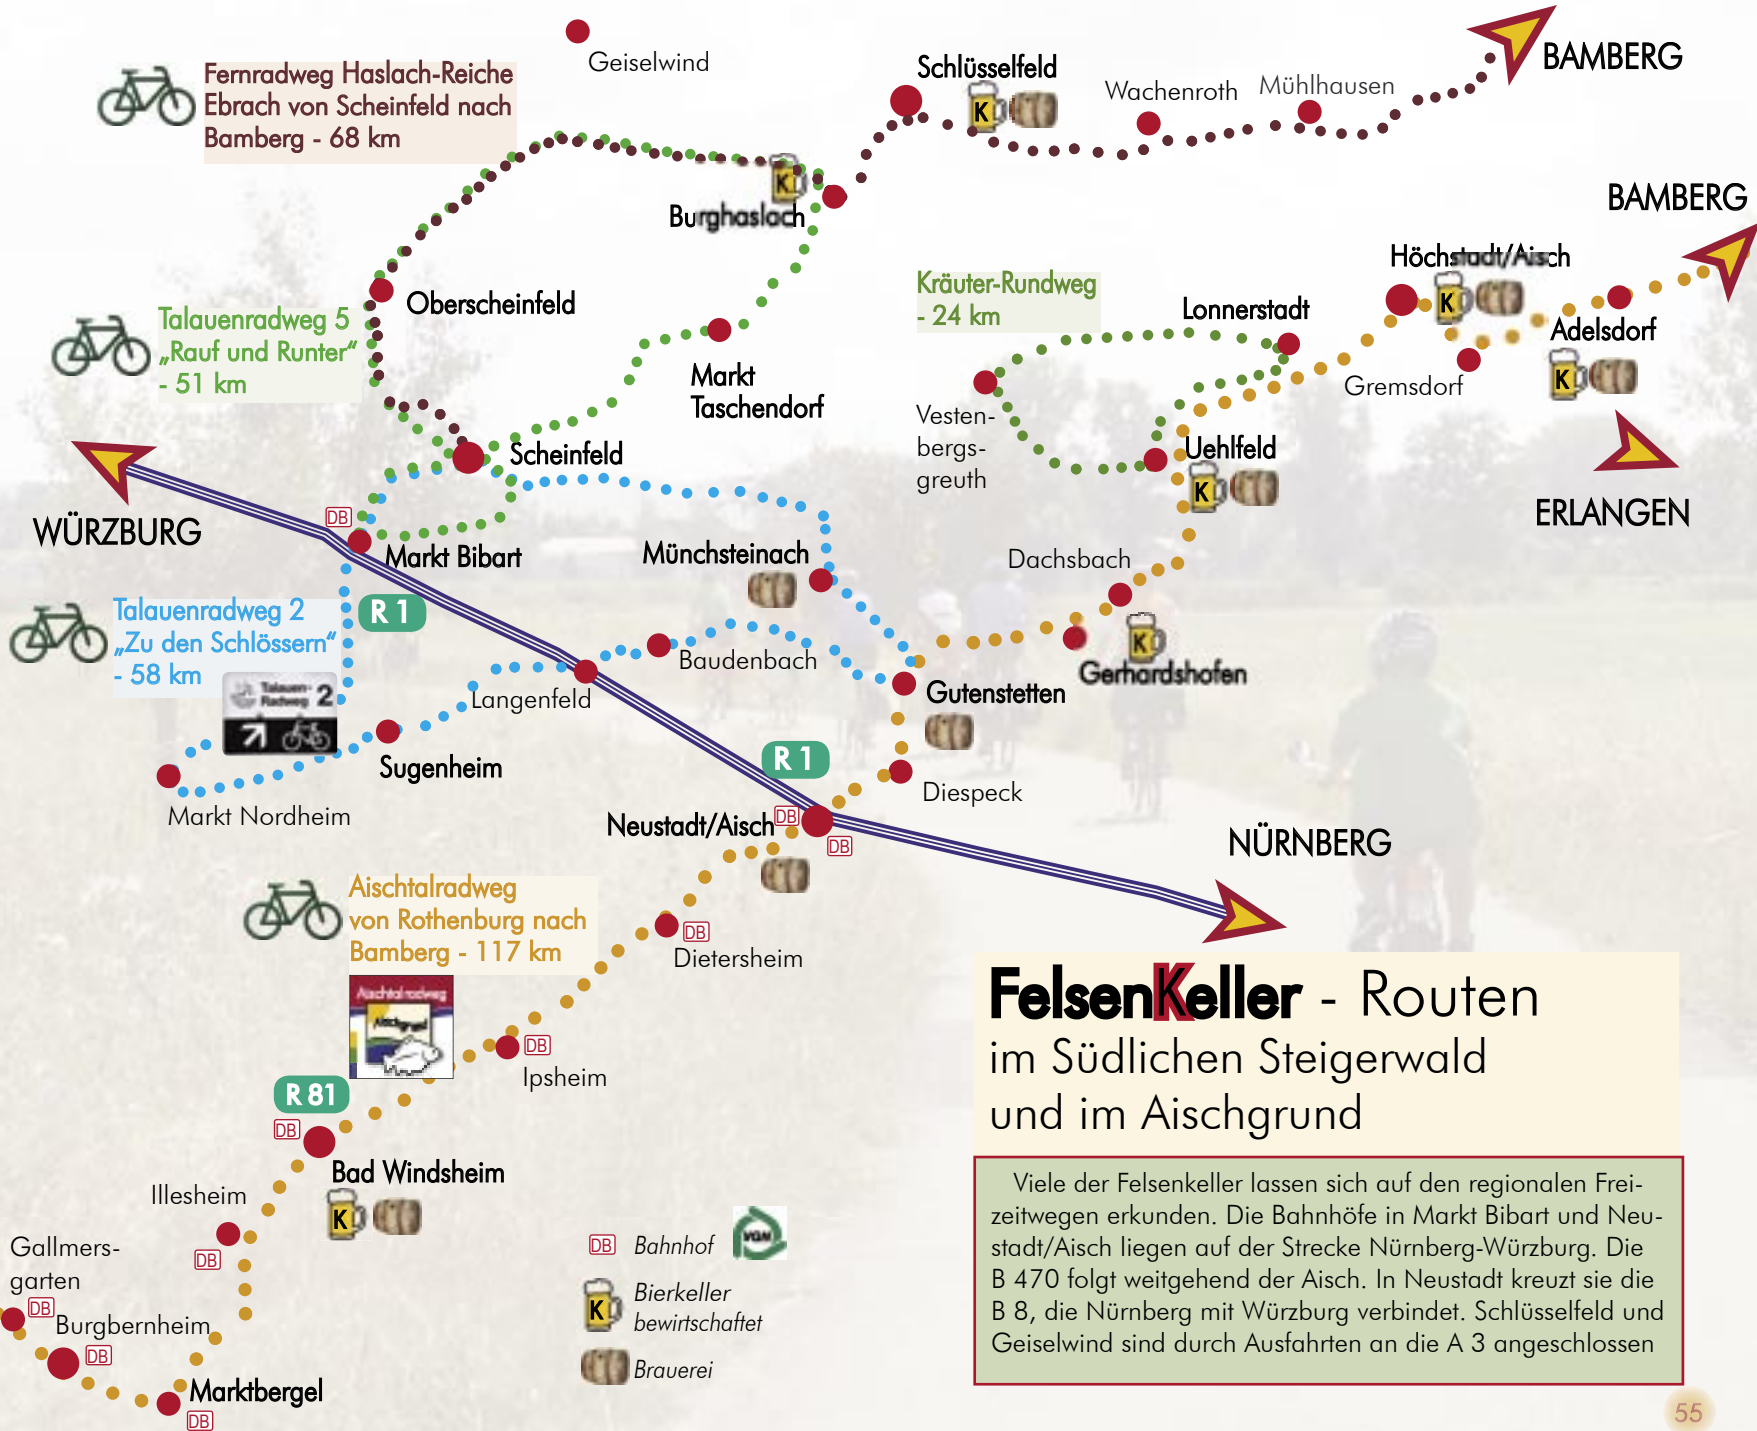 Geiselwind
Fernradweg Haslach-Reiche
Ebrach von Scheinfeld nach
Bamberg - 68 km
Schlüsselfeld
K
Wachenroth
Mühlhausen
BAMBERG
K
Burghaslach
BAMBERG
Höchstadt/Aisch
K
Oberscheinfeld
Talauenradweg 5
„Rauf und Runter“
- 51 km
Kräuter-Rundweg
- 24 km
Lonnerstadt
Adelsdorf
K
Gremsdorf
Markt
Taschendorf
Vesten-
bergs-
greuth
Uehlfeld
K
Scheinfeld
WÜRZBURG
DB
Markt Bibart
ERLANGEN
Münchsteinach
Dachsbach
R 1
Talauenradweg 2
„Zu den Schlössern“
- 58 km
Talauen-
Radweg 2
K
Gerhardshofen
Baudenbach
Langenfeld
Gutenstetten
Sugenheim
R 1
Diespeck
Markt Nordheim
Neustadt/Aisch
DB
DB
NÜRNBERG
Aischtalradweg
von Rothenburg nach
Bamberg - 117 km
DB
Dietersheim
Aischtalradweg
Aischgrund
DB
Ipsheim
FelsenKeller - Routen
im Südlichen Steigerwald
und im Aischgrund
R 81
DB
Bad Windsheim
K
Illesheim
DB
Gallmers-
garten
DB
Burgbernheim
DB
Marktbergel
DB
DB Bahnhof VGN
K Bierkeller
bewirtschaftet
Brauerei
Viele der Felsenkeller lassen sich auf den regionalen Frei-
zeitwegen erkunden. Die Bahnhöfe in Markt Bibart und Neu-
stadt/Aisch liegen auf der Strecke Nürnberg-Würzburg. Die
B 470 folgt weitgehend der Aisch. In Neustadt kreuzt sie die
B 8, die Nürnberg mit Würzburg verbindet. Schlüsselfeld und
Geiselwind sind durch Ausfahrten an die A 3 angeschlossen
55